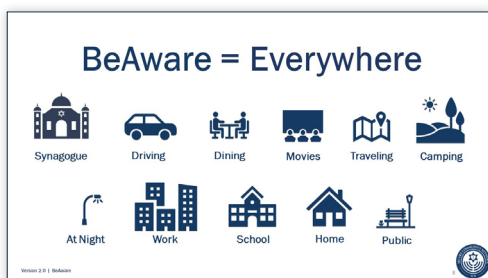 BeAware = Everywhere
Synagogue Driving Dining Movies Traveling Camping
At Night Work School Home Public
Version 2.0 | BeAware